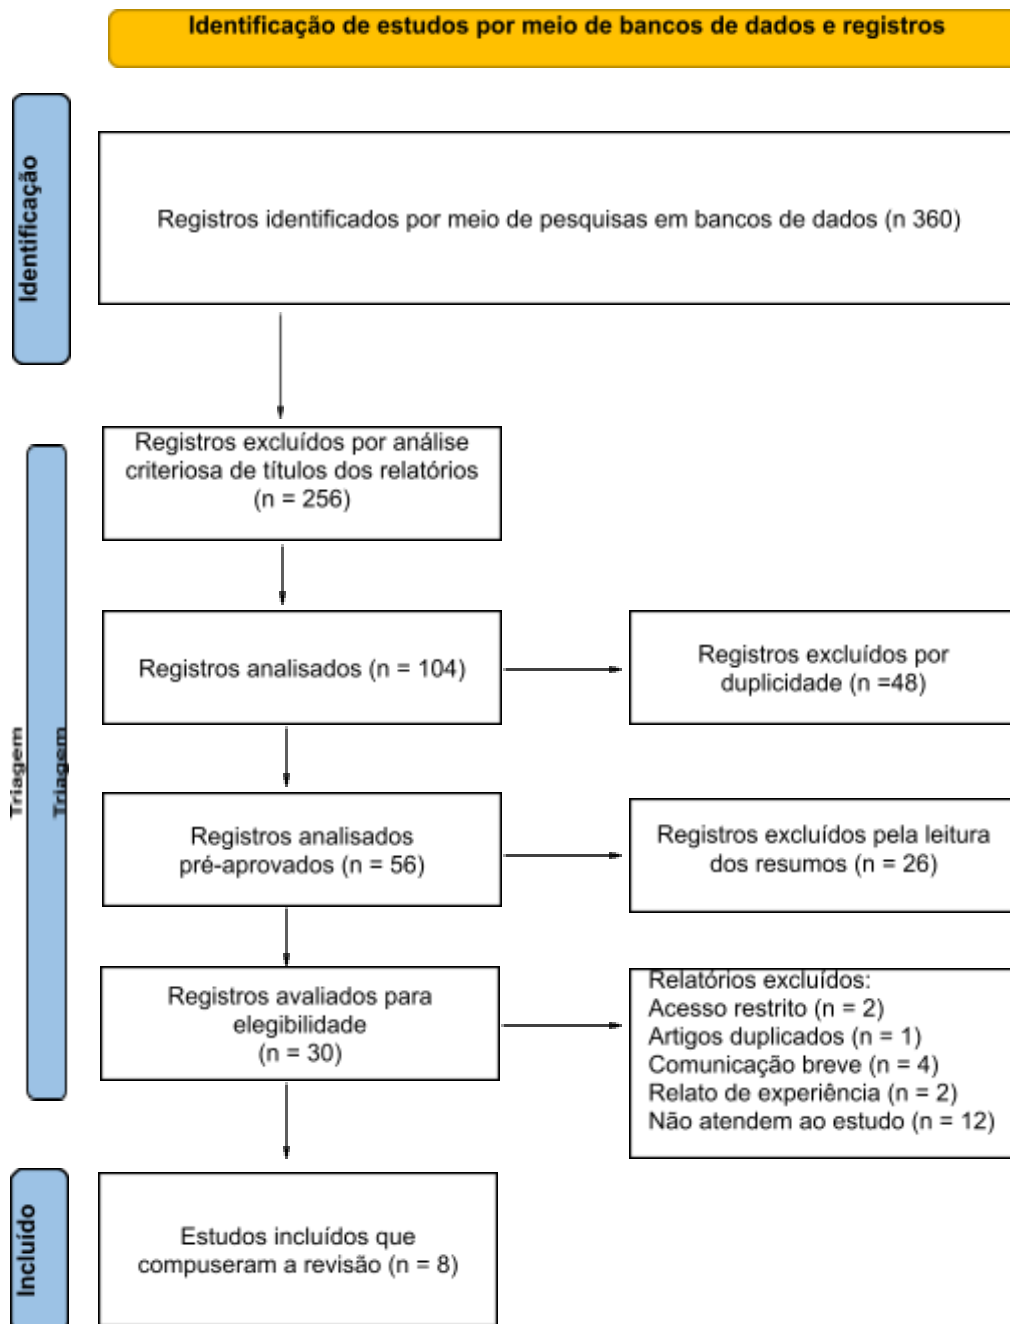 Identificação de estudos por meio de bancos de dados e registros
Identificação
Registros identificados por meio de pesquisas em bancos de dados (n 360)
Registros excluídos por análise
criteriosa de títulos dos relatórios
(n = 256)
Triagem
Triagem
Registros analisados (n = 104)
Registros excluídos por
duplicidade (n =48)
Registros analisados
pré-aprovados (n = 56)
Registros excluídos pela leitura
dos resumos (n = 26)
Registros avaliados para
elegibilidade
(n = 30)
Relatórios excluídos:
Acesso restrito (n = 2)
Artigos duplicados (n = 1)
Comunicação breve (n = 4)
Relato de experiência (n = 2)
Não atendem ao estudo (n = 12)
Incluído
Estudos incluídos que
compuseram a revisão (n = 8)